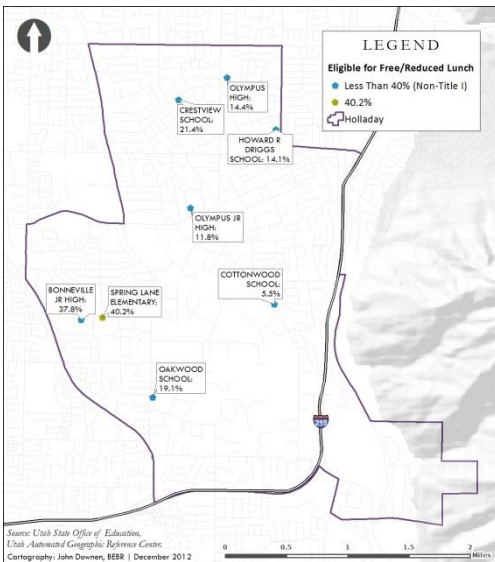 LEGEND
Eligible for Free/Reduced Lunch
Less Than 40% (Non-Title I)
40.2%
Holladay
OLYMPUS
HIGH:
14.4%
CRESTVIEW
SCHOOL:
21.4%
HOWARD R
DRIGGS
SCHOOL: 14.1%
OLYMPUS JR
HIGH:
11.8%
COTTONWOOD
SCHOOL:
5.5%
BONNEVILLE
JR HIGH:
37.8%
SPRING LANE
ELEMENTARY:
40.2%
OAKWOOD
SCHOOL:
19.1%
215
Source: Utah State Office of Education,
Utah Automated Geographic Reference Center.
Cartography: John Downen, BEBR | December 2012
0 0.5 1 1.5 2
Miles